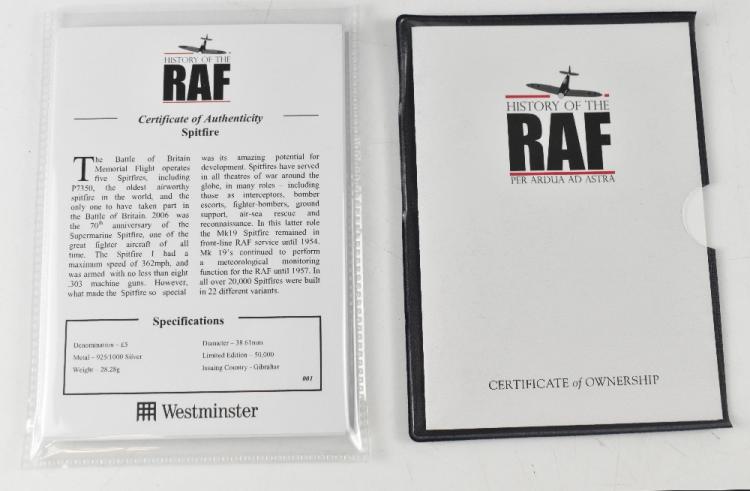 HISTORY OF THE
RAF
Certificate of Authenticity
Spitfire
The Battle of Britain
Memorial Flight operates
five Spitfires, including
P7350, the oldest airworthy
spitfire in the world, and the
only one to have taken part in
the Battle of Britain. 2006 was
the 70th anniversary of the
Supermarine Spitfire, one of the
great fighter aircraft of all
time. The Spitfire I had a
maximum speed of 362mph, and
was armed with no less than eight
.303 machine guns. However,
what made the Spitfire so special
was its amazing potential for
development. Spitfires have served
in all theatres of war around the
globe, in many roles – including
those as interceptors, bomber
escorts, fighter-bombers, ground
support, air-sea rescue and
reconnaissance. In this latter role
the Mk19 Spitfire remained in
front-line RAF service until 1954.
Mk 19's continued to perform
a meteorological monitoring
function for the RAF until 1957. In
all over 20,000 Spitfires were built
in 22 different variants.
Specifications
Denomination – £5
Metal – 925/1000 Silver
Weight – 28.28g
Diameter – 38.61mm
Limited Edition – 50,000
Issuing Country - Gibraltar
001
Westminster
HISTORY OF THE
RAF
PER ARDUA AD ASTRA
CERTIFICATE of OWNERSHIP